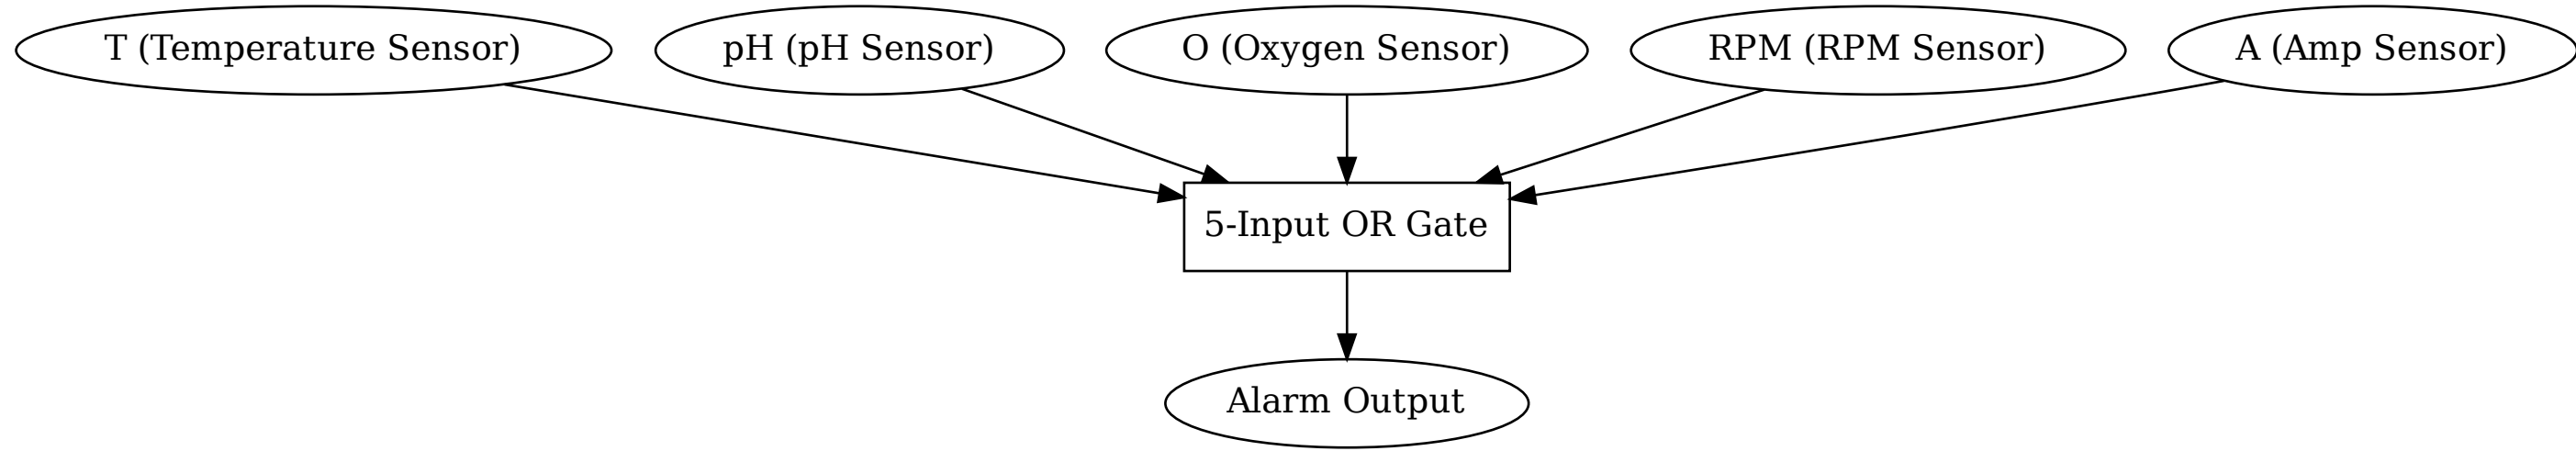 T (Temperature Sensor)
pH (pH Sensor)
O (Oxygen Sensor)
RPM (RPM Sensor)
A (Amp Sensor)
5-Input OR Gate
Alarm Output